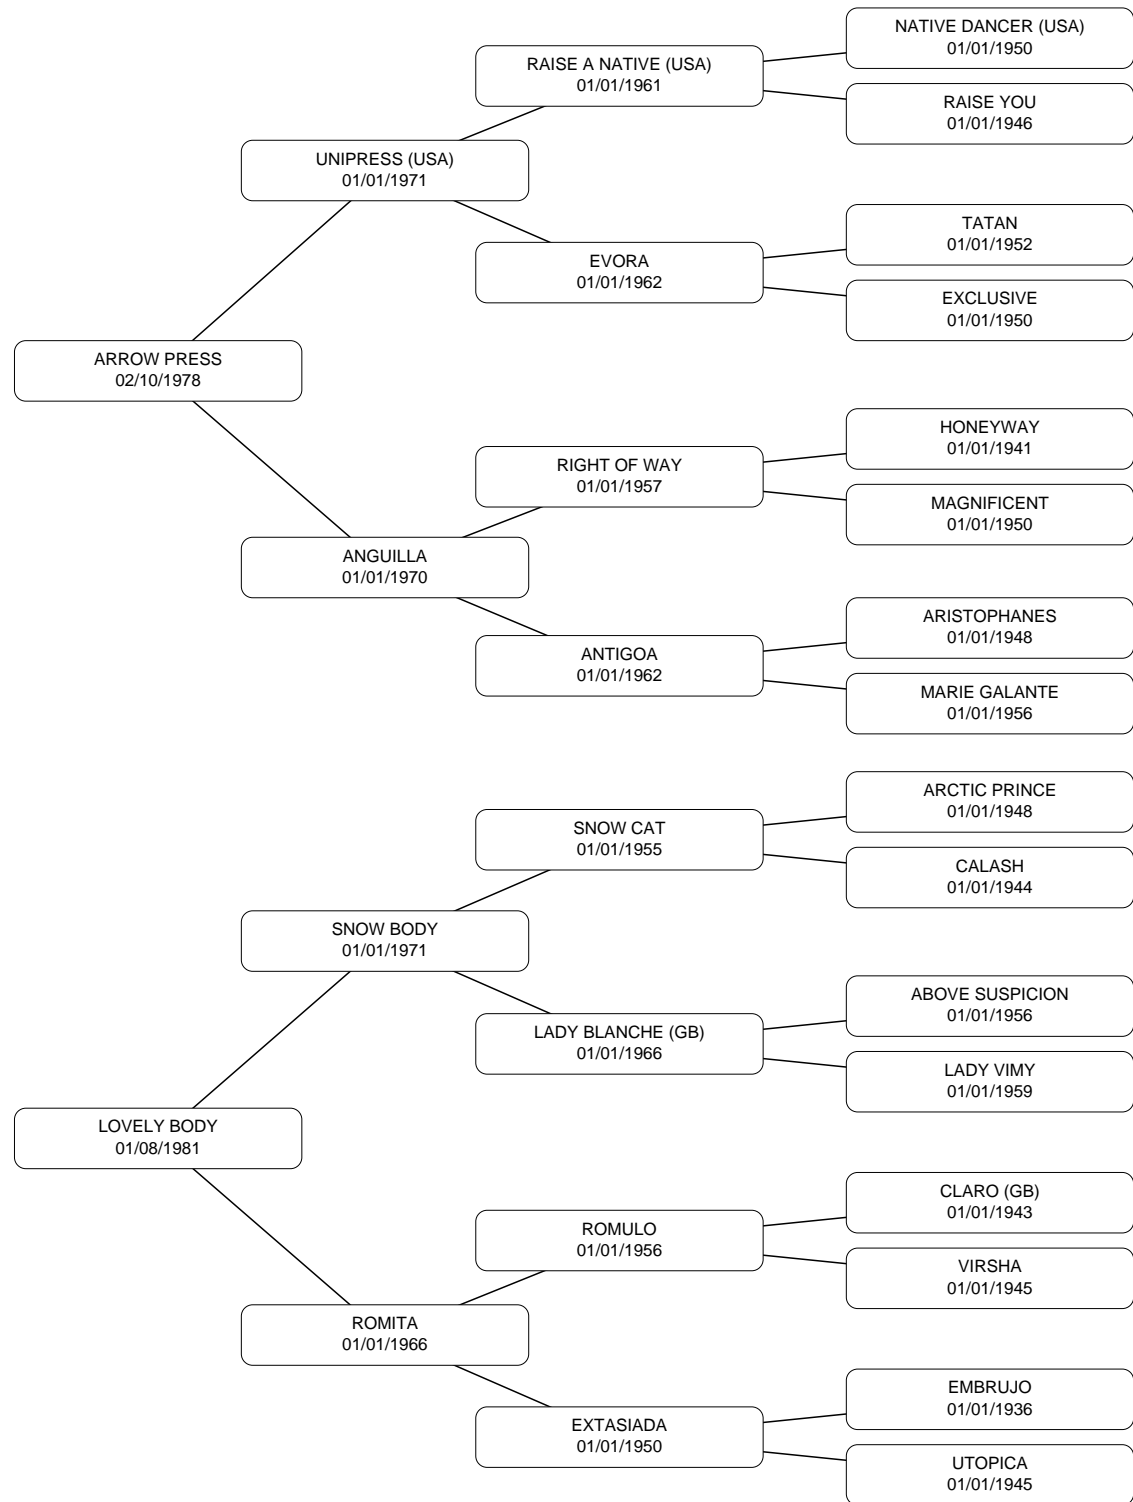 NATIVE DANCER (USA)
01/01/1950
RAISE A NATIVE (USA)
01/01/1961
RAISE YOU
01/01/1946
UNIPRESS (USA)
01/01/1971
TATAN
01/01/1952
EVORA
01/01/1962
EXCLUSIVE
01/01/1950
ARROW PRESS
02/10/1978
HONEYWAY
01/01/1941
RIGHT OF WAY
01/01/1957
MAGNIFICENT
01/01/1950
ANGUILLA
01/01/1970
ARISTOPHANES
01/01/1948
ANTIGOA
01/01/1962
MARIE GALANTE
01/01/1956
ARCTIC PRINCE
01/01/1948
SNOW CAT
01/01/1955
CALASH
01/01/1944
SNOW BODY
01/01/1971
ABOVE SUSPICION
01/01/1956
LADY BLANCHE (GB)
01/01/1966
LADY VIMY
01/01/1959
LOVELY BODY
01/08/1981
CLARO (GB)
01/01/1943
ROMULO
01/01/1956
VIRSHA
01/01/1945
ROMITA
01/01/1966
EMBRUJO
01/01/1936
EXTASIADA
01/01/1950
UTOPICA
01/01/1945